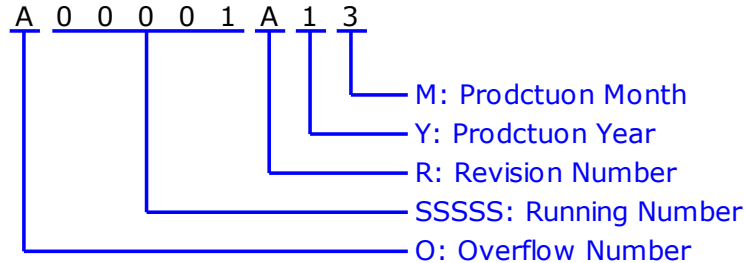 A 0 0 0 0 1 A 1 3
M: Prodctuon Month
Y: Prodctuon Year
R: Revision Number
SSSSS: Running Number
O: Overflow Number